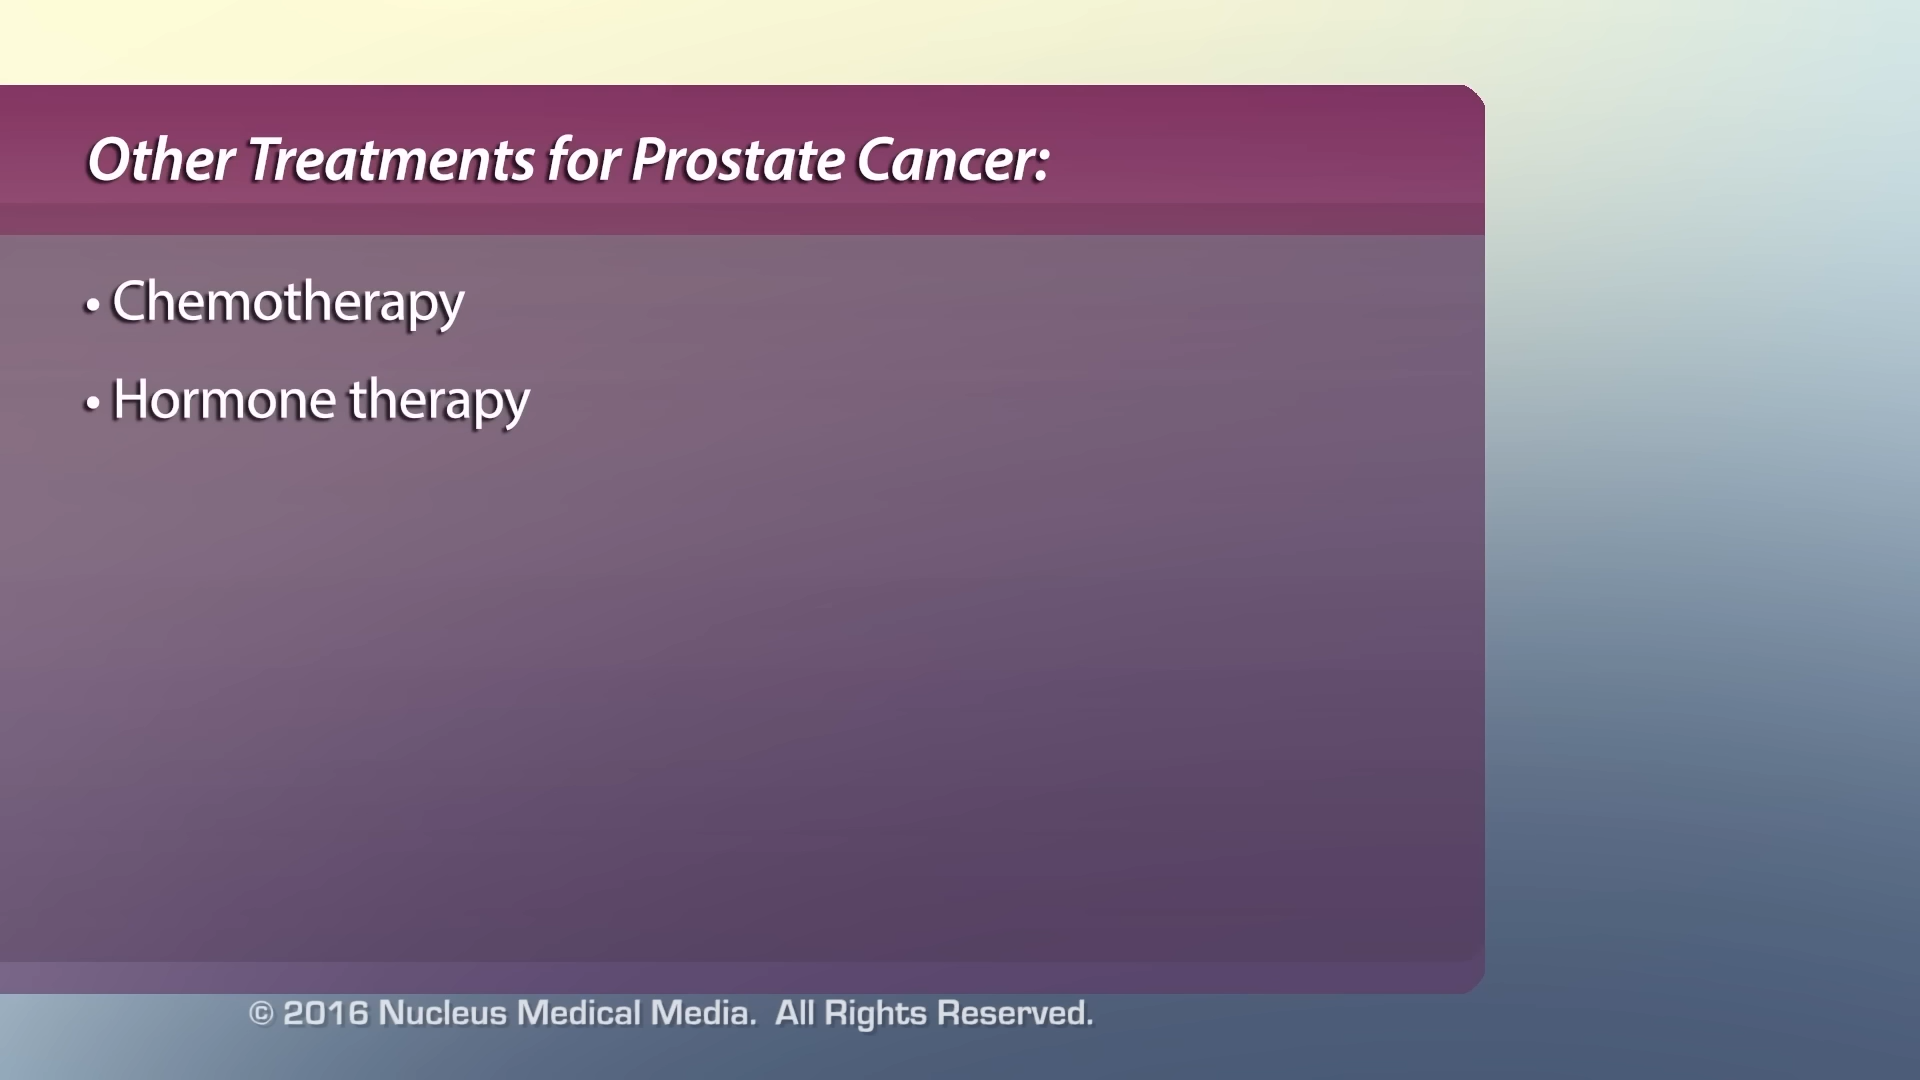 Other Treatments for Prostate Cancer:
• Chemotherapy
• Hormone therapy
© 2016 Nucleus Medical Media. All Rights Reserved.